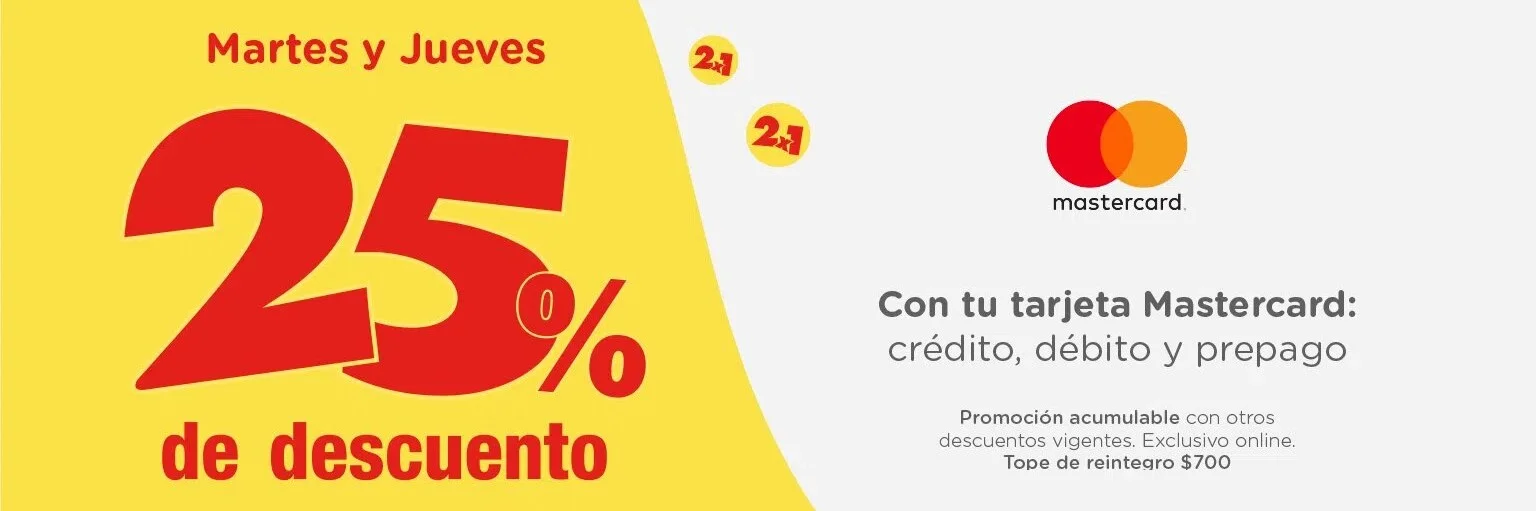 Martes y Jueves
25%
de descuento
2x1
2x1
mastercard
Con tu tarjeta Mastercard:
crédito, débito y prepago
Promoción acumulable con otros
descuentos vigentes. Exclusivo online.
Tope de reintegro $700